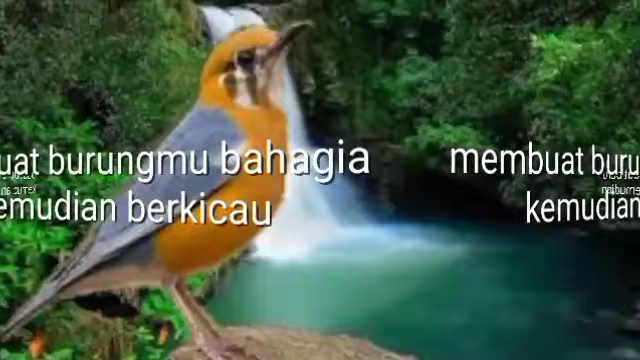 uat burungmu bahagia
emudian berkicau
membuat buru
kemudian